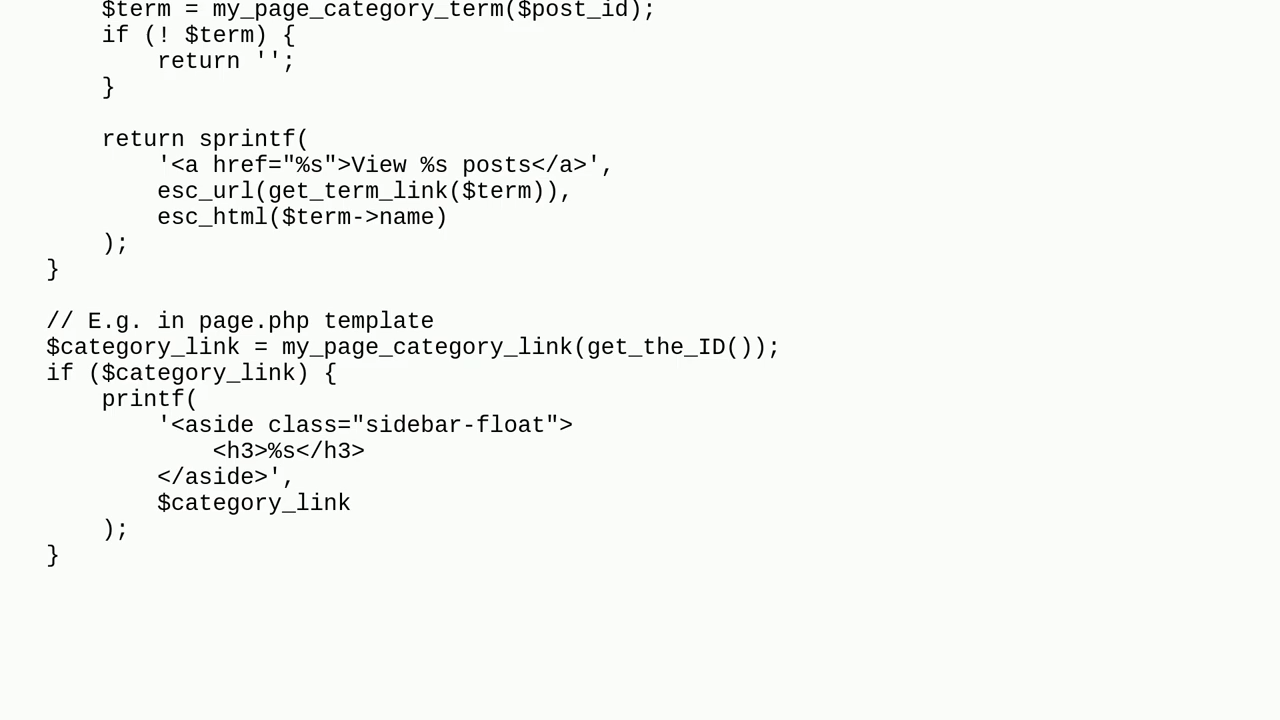 $term = my_page_category_term($post_id);
if (! $term) {
return '';
}
return sprintf(
'<a href="%s">View %s posts</a>',
esc_url(get_term_link($term)),
esc_html($term->name)
);
}
// E.g. in page.php template
$category_link = my_page_category_link(get_the_ID());
if ($category_link) {
printf(
'<aside class="sidebar-float">
<h3>%s</h3>
</aside>',
$category_link
);
}